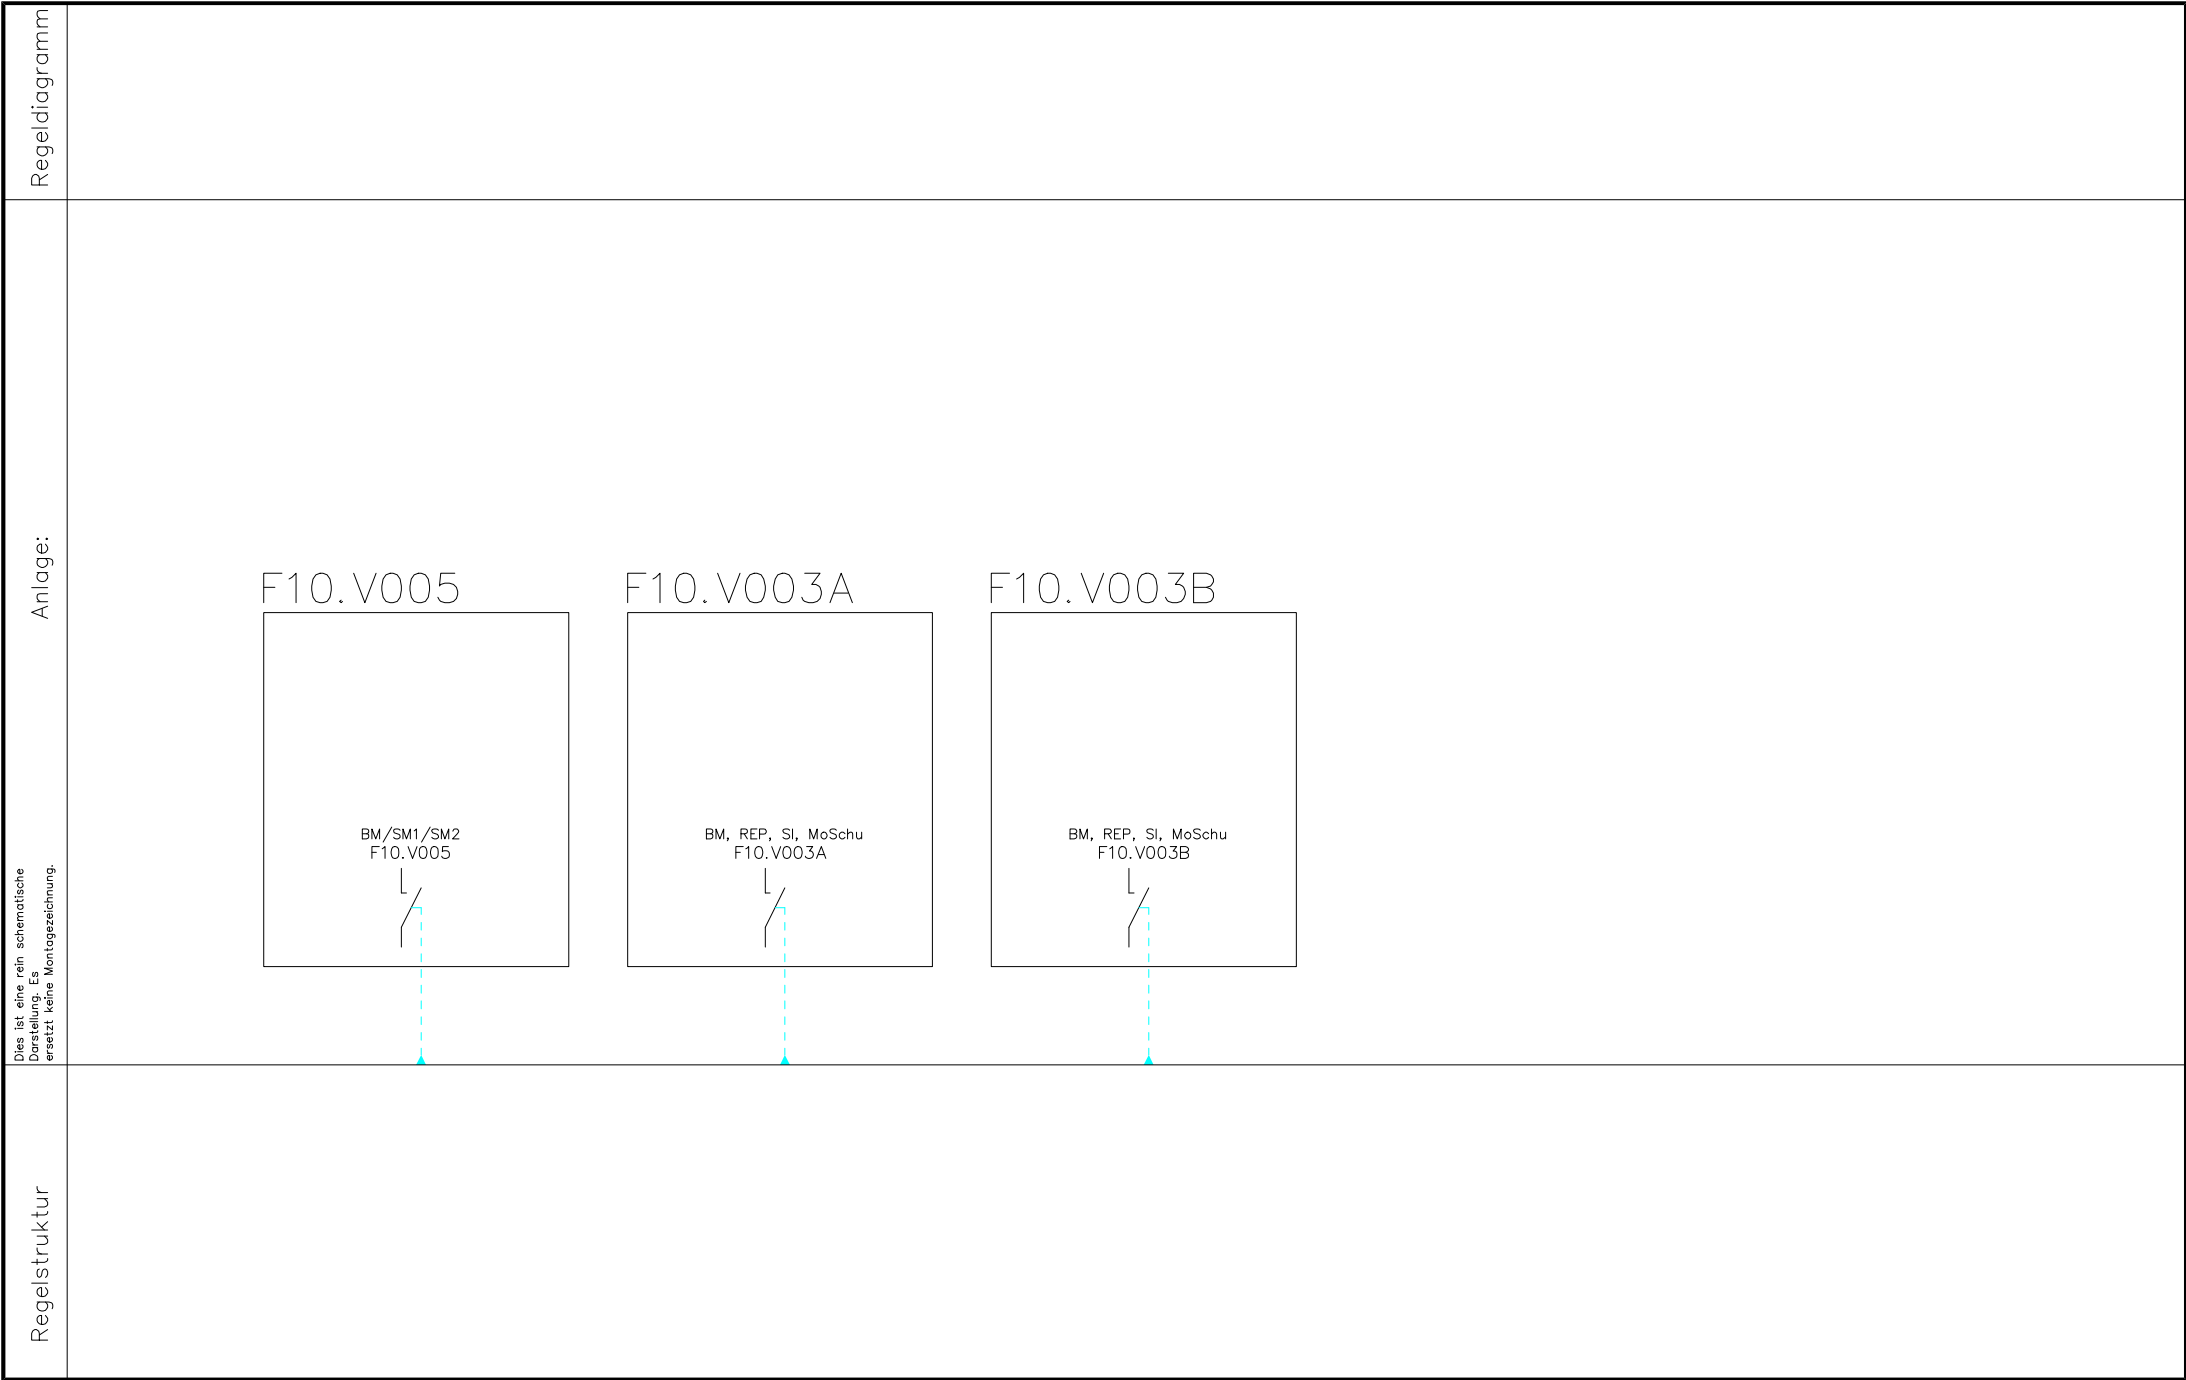 Regeldiagramm
Anlage:
Dies ist eine rein schematische
Darstellung. Es
ersetzt keine Montagezeichnung.
Regelstruktur
F10.V005
BM/SM1/SM2
F10.V005
F10.V003A
BM, REP, SI, MoSchu
F10.V003A
F10.V003B
BM, REP, SI, MoSchu
F10.V003B